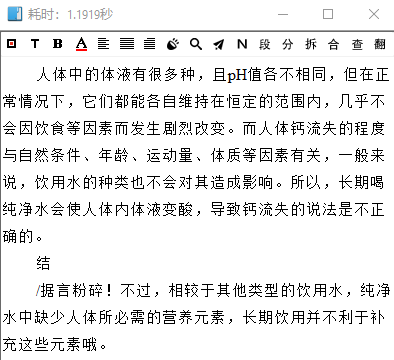 耗时：1.1919秒
T B A N 段 分 拆 合 查 翻
人体中的体液有很多种，且pH值各不相同，但在正
常情况下，它们都能各自维持在恒定的范围内，几乎不
会因饮食等因素而发生剧烈改变。而人体钙流失的程度
与自然条件、年龄、运动量、体质等因素有关，一般来
说，饮用水的种类也不会对其造成影响。所以，长期喝
纯净水会使人体内体液变酸，导致钙流失的说法是不正
确的。
结
/据言粉碎！不过，相较于其他类型的饮用水，纯净
水中缺少人体所必需的营养元素，长期饮用并不利于补
充这些元素哦。